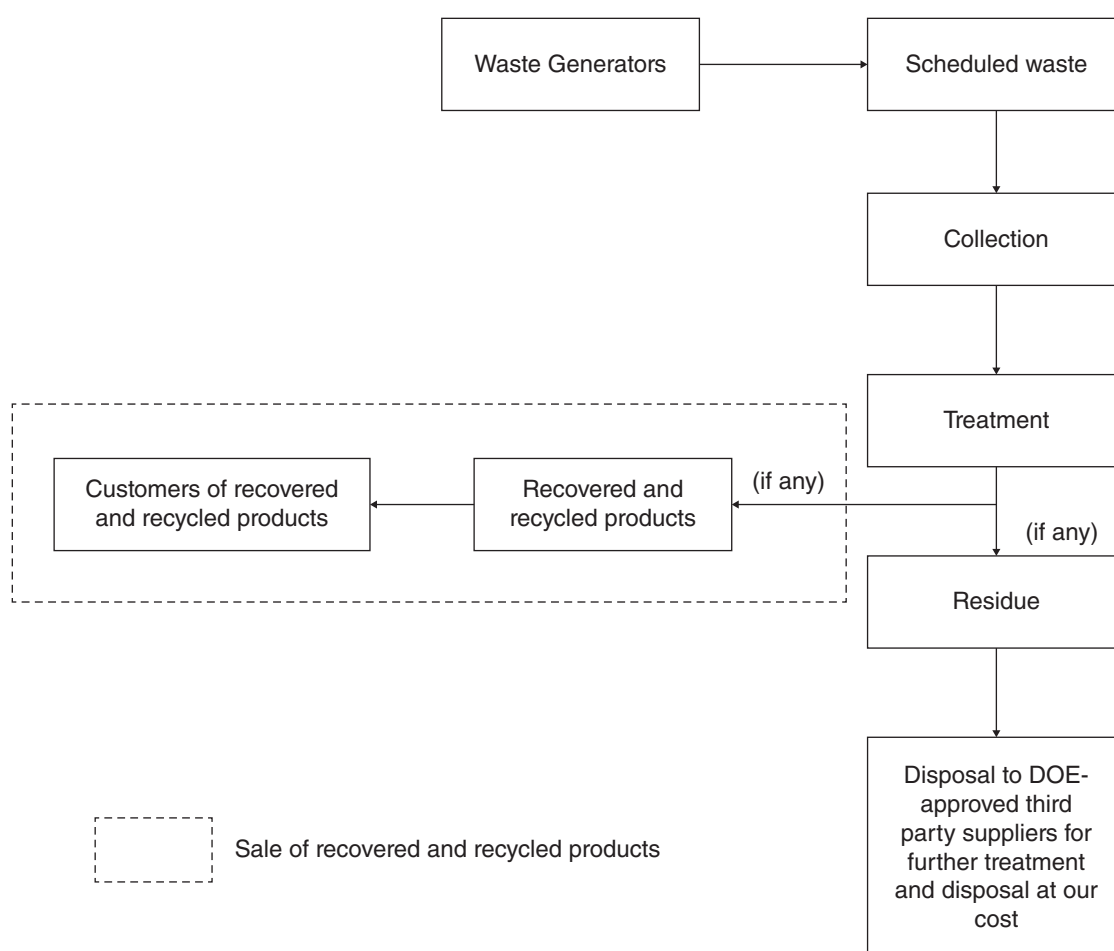 Waste Generators
Scheduled waste
Collection
Treatment
Customers of recovered
and recycled products
Recovered and
recycled products
(if any)
(if any)
Residue
Disposal to DOE-
approved third
party suppliers for
further treatment
and disposal at our
cost
Sale of recovered and recycled products